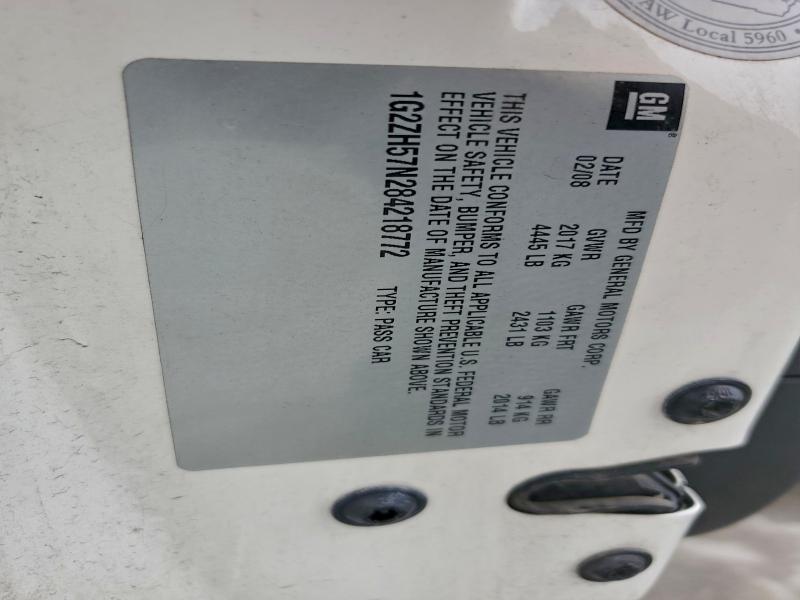 AW Local 5960
GM®
MFD BY GENERAL MOTORS CORP.
DATE GVWR GAWR FRT GAWR RR
02/08 2017 KG 1103 KG 914 KG
4445 LB 2431 LB 2014 LB
THIS VEHICLE CONFORMS TO ALL APPLICABLE U.S. FEDERAL MOTOR
VEHICLE SAFETY, BUMPER, AND THEFT PREVENTION STANDARDS IN
EFFECT ON THE DATE OF MANUFACTURE SHOWN ABOVE.
1G2ZH57N284218772 TYPE: PASS CAR